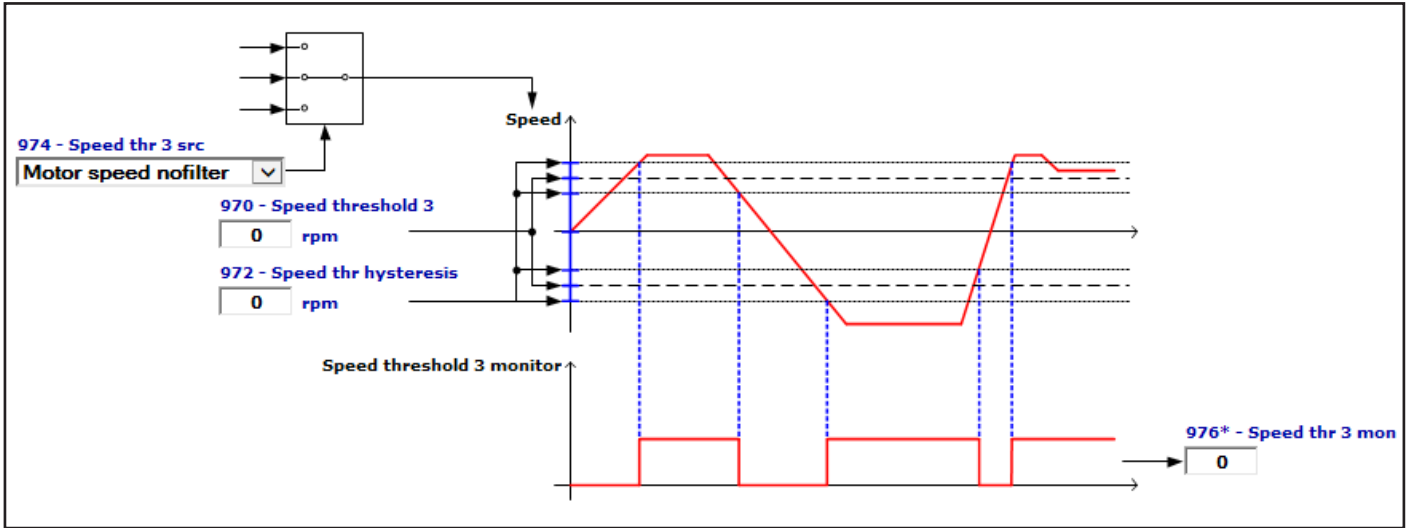 Speed
974 - Speed thr 3 src
Motor speed nofilter
970 - Speed threshold 3
0 rpm
972 - Speed thr hysteresis
0 rpm
Speed threshold 3 monitor
976* - Speed thr 3 mon
0